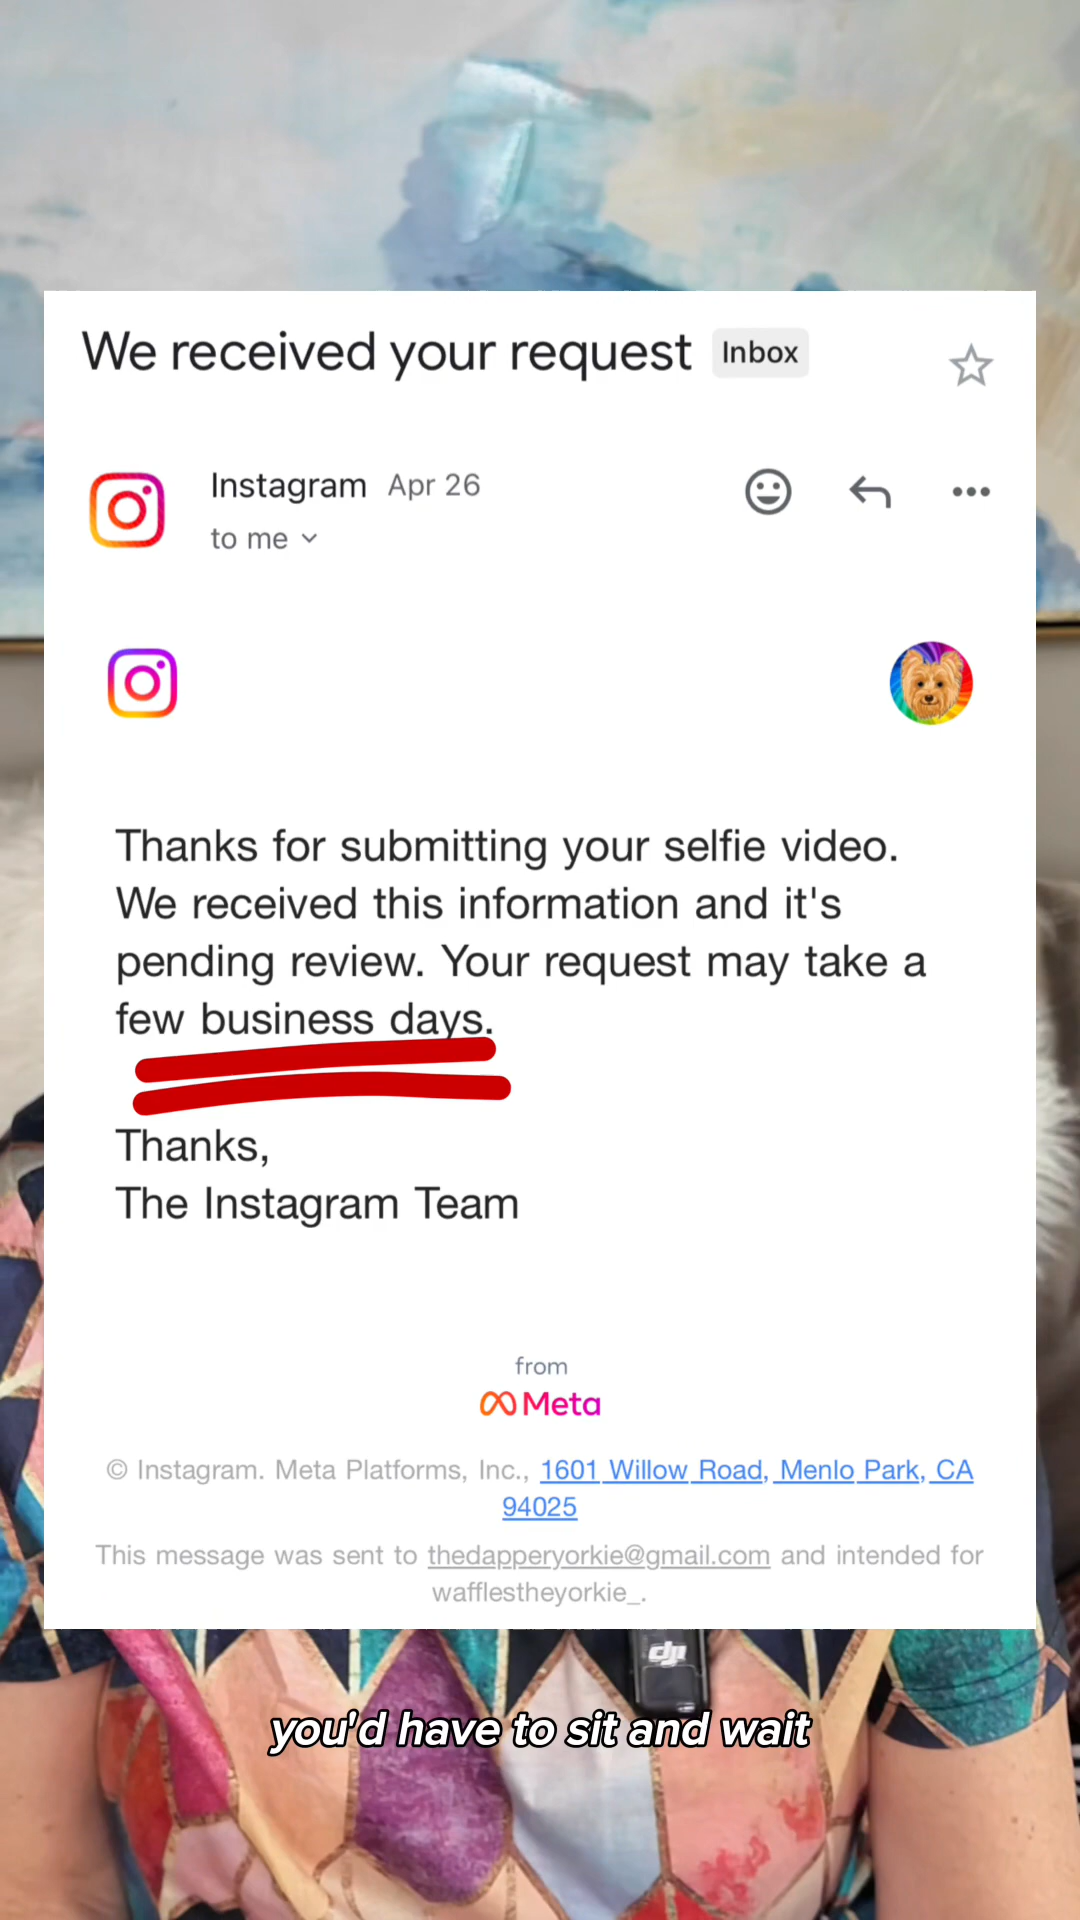 We received your request Inbox
Instagram Apr 26
to me
Thanks for submitting your selfie video.
We received this information and it's
pending review. Your request may take a
few business days.
Thanks,
The Instagram Team
from
Meta
© Instagram. Meta Platforms, Inc., 1601 Willow Road, Menlo Park, CA
94025
This message was sent to thedapperyorkie@gmail.com and intended for
wafflestheyorkie_.
dji
you'd have to sit and wait